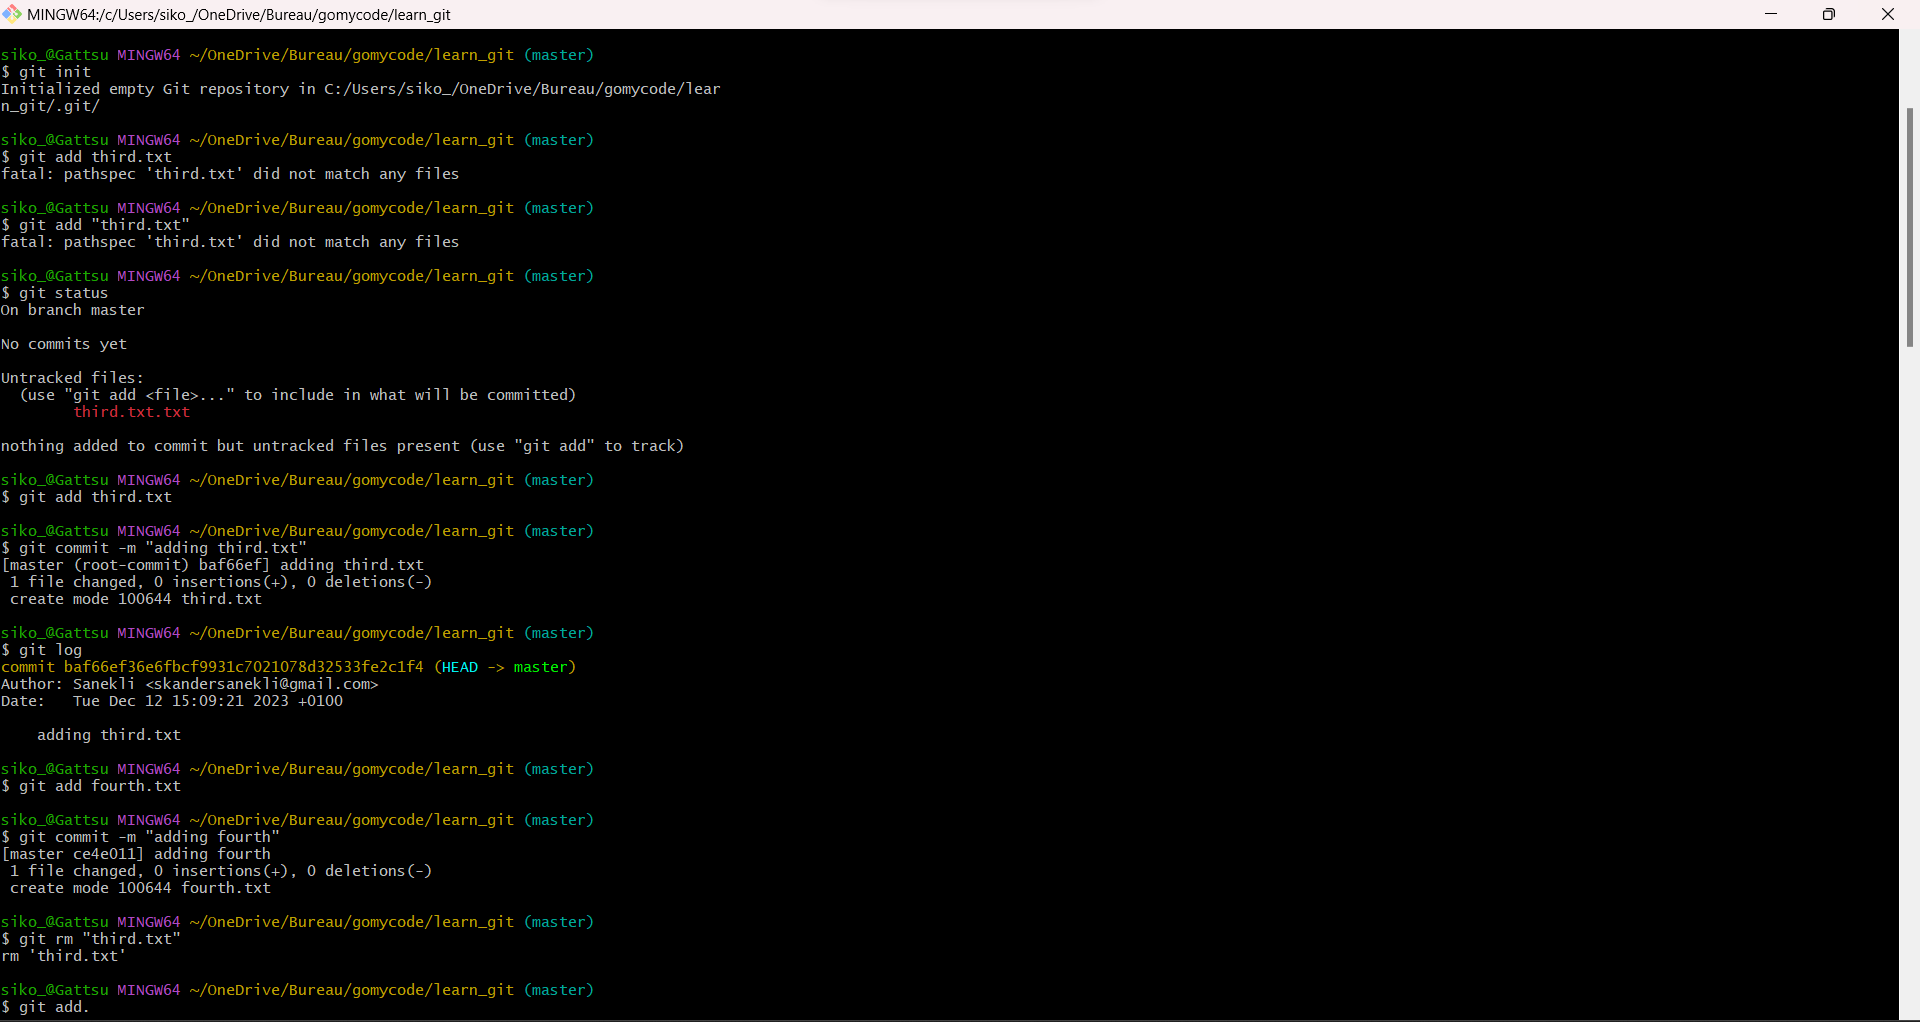 MINGW64:/c/Users/siko_/OneDrive/Bureau/gomycode/learn_git
siko_@Gattsu MINGW64 ~/OneDrive/Bureau/gomycode/learn_git (master)
$ git init
Initialized empty Git repository in C:/Users/siko_/OneDrive/Bureau/gomycode/lear
n_git/.git/
siko_@Gattsu MINGW64 ~/OneDrive/Bureau/gomycode/learn_git (master)
$ git add third.txt
fatal: pathspec 'third.txt' did not match any files
siko_@Gattsu MINGW64 ~/OneDrive/Bureau/gomycode/learn_git (master)
$ git add "third.txt"
fatal: pathspec 'third.txt' did not match any files
siko_@Gattsu MINGW64 ~/OneDrive/Bureau/gomycode/learn_git (master)
$ git status
On branch master
No commits yet
Untracked files:
  (use "git add <file>..." to include in what will be committed)
        third.txt.txt
nothing added to commit but untracked files present (use "git add" to track)
siko_@Gattsu MINGW64 ~/OneDrive/Bureau/gomycode/learn_git (master)
$ git add third.txt
siko_@Gattsu MINGW64 ~/OneDrive/Bureau/gomycode/learn_git (master)
$ git commit -m "adding third.txt"
[master (root-commit) baf66ef] adding third.txt
 1 file changed, 0 insertions(+), 0 deletions(-)
 create mode 100644 third.txt
siko_@Gattsu MINGW64 ~/OneDrive/Bureau/gomycode/learn_git (master)
$ git log
commit baf66ef36e6fbcf9931c7021078d32533fe2c1f4 (HEAD -> master)
Author: Sanekli <skandersanekli@gmail.com>
Date:   Tue Dec 12 15:09:21 2023 +0100
    adding third.txt
siko_@Gattsu MINGW64 ~/OneDrive/Bureau/gomycode/learn_git (master)
$ git add fourth.txt
siko_@Gattsu MINGW64 ~/OneDrive/Bureau/gomycode/learn_git (master)
$ git commit -m "adding fourth"
[master ce4e011] adding fourth
 1 file changed, 0 insertions(+), 0 deletions(-)
 create mode 100644 fourth.txt
siko_@Gattsu MINGW64 ~/OneDrive/Bureau/gomycode/learn_git (master)
$ git rm "third.txt"
rm 'third.txt'
siko_@Gattsu MINGW64 ~/OneDrive/Bureau/gomycode/learn_git (master)
$ git add.